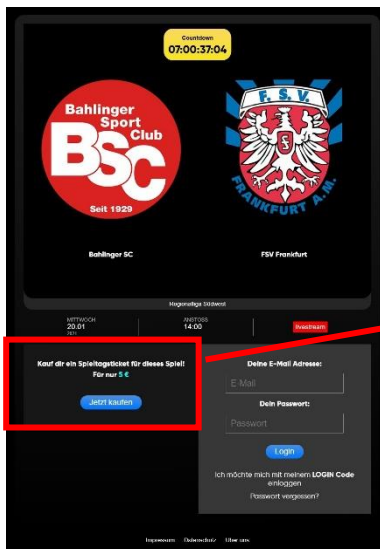 Countdown
07:00:37:04
Bahlinger
Sport
Club
BSC
Seit 1929
F. S. V.
FRANKFURT A.M.
Bahlinger SC
FSV Frankfurt
Regionalliga Südwest
MITTWOCH
20.01
2021
ANSTOSS
14:00
livestream
Kauf dir ein Spieltagsticket für dieses Spiel!
Für nur 5 €
Jetzt kaufen
Deine E-Mail Adresse:
E-Mail
Dein Passwort:
Passwort
Login
Ich möchte mich mit meinem LOGIN Code
einloggen
Passwort vergessen?
Impressum Datenschutz Über uns